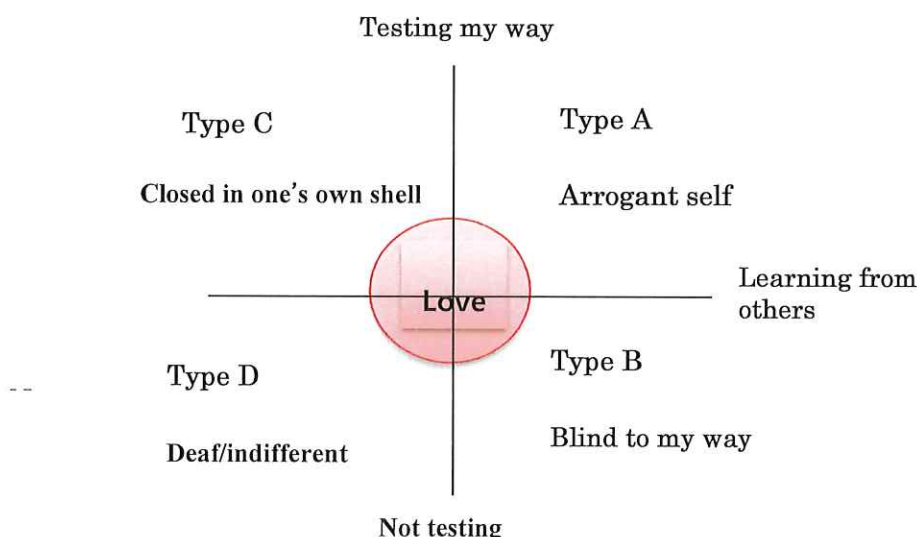 Testing my way
Type C
Type A
Closed in one's own shell
Arrogant self
Learning from
others
Love
Type D
Type B
Deaf/indifferent
Blind to my way
Not testing